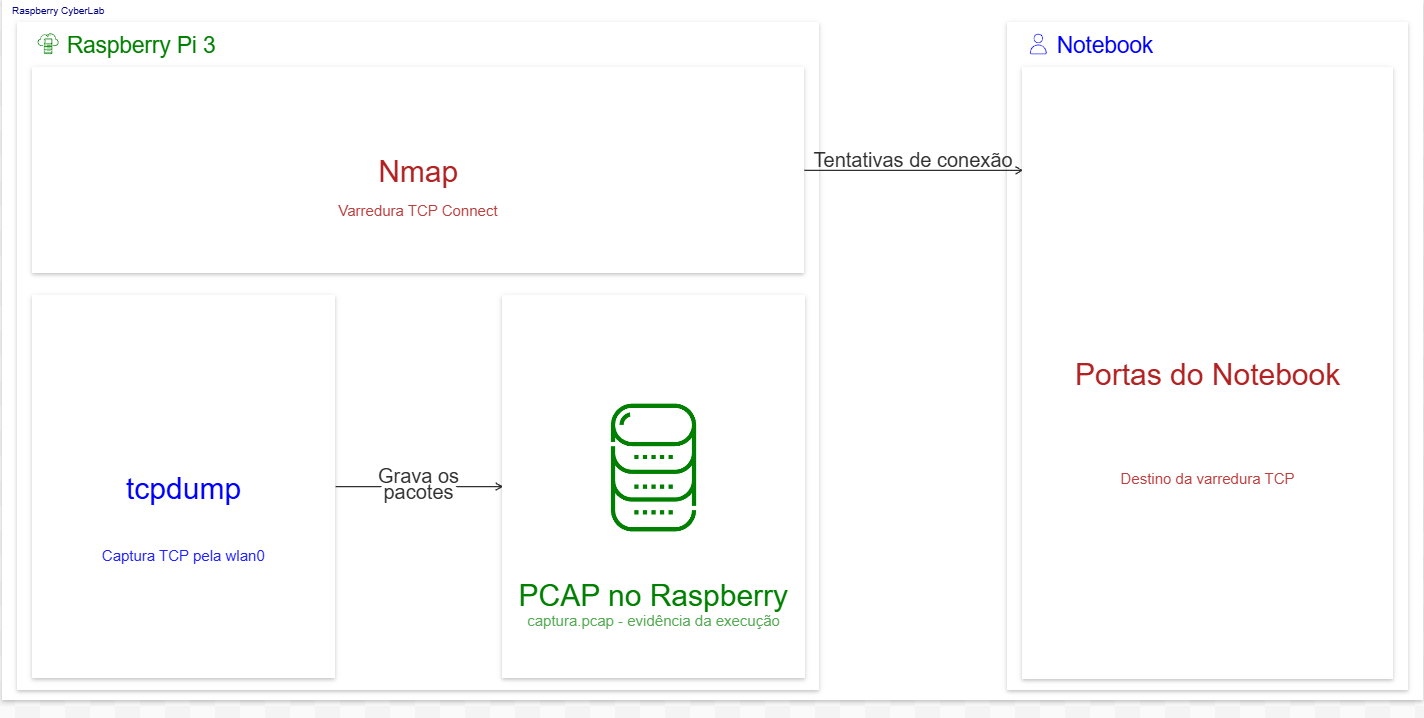 Raspberry CyberLab
Raspberry Pi 3
Notebook
Nmap
Varredura TCP Connect
Tentativas de conexão
tcpdump
Captura TCP pela wlan0
Grava os
pacotes
PCAP no Raspberry
captura.pcap - evidência da execução
Portas do Notebook
Destino da varredura TCP